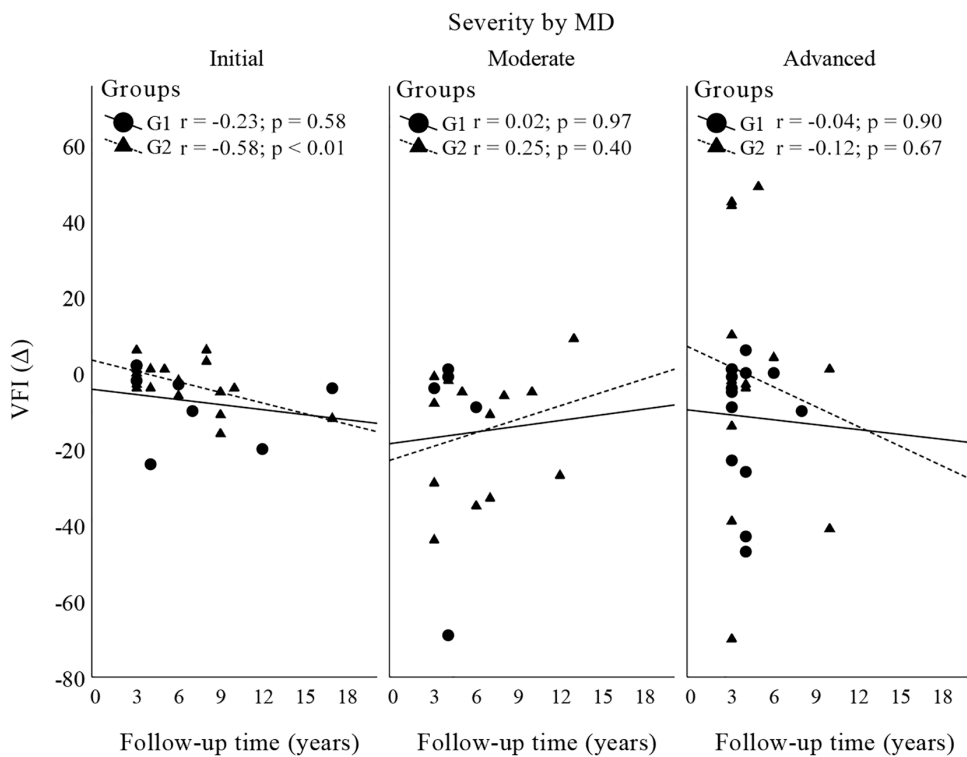 Severity by MD
Initial Moderate Advanced
Groups
G1 r = -0.23; p = 0.58
G2 r = -0.58; p < 0.01
Groups
G1 r = 0.02; p = 0.97
G2 r = 0.25; p = 0.40
Groups
G1 r = -0.04; p = 0.90
G2 r = -0.12; p = 0.67
VFI (Δ)
60
40
20
0
-20
-40
-60
-80
0 3 6 9 12 15 18
0 3 6 9 12 15 18
0 3 6 9 12 15 18
Follow-up time (years) Follow-up time (years) Follow-up time (years)